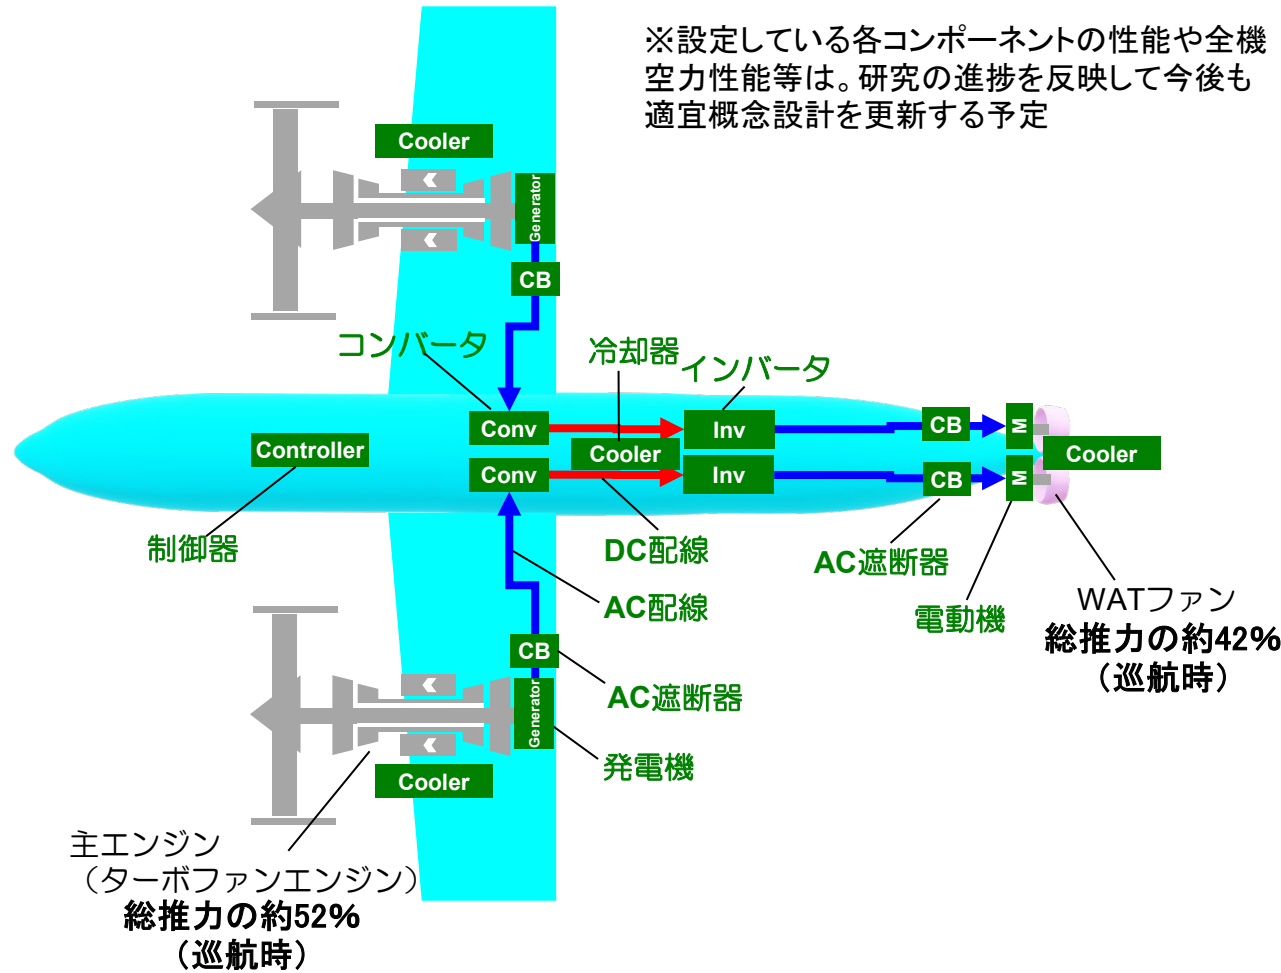 ※設定している各コンポーネントの性能や全機
空力性能等は。研究の進捗を反映して今後も
適宜概念設計を更新する予定
Cooler
Generator
CB
コンバータ
冷却器
インバータ
Conv
Inv
CB
M
Controller
Cooler
Cooler
Conv
Inv
CB
M
制御器
DC配線
AC遮断器
AC配線
電動機
WATファン
総推力の約42%
（巡航時）
CB
AC遮断器
Generator
発電機
Cooler
主エンジン
（ターボファンエンジン）
総推力の約52%
（巡航時）